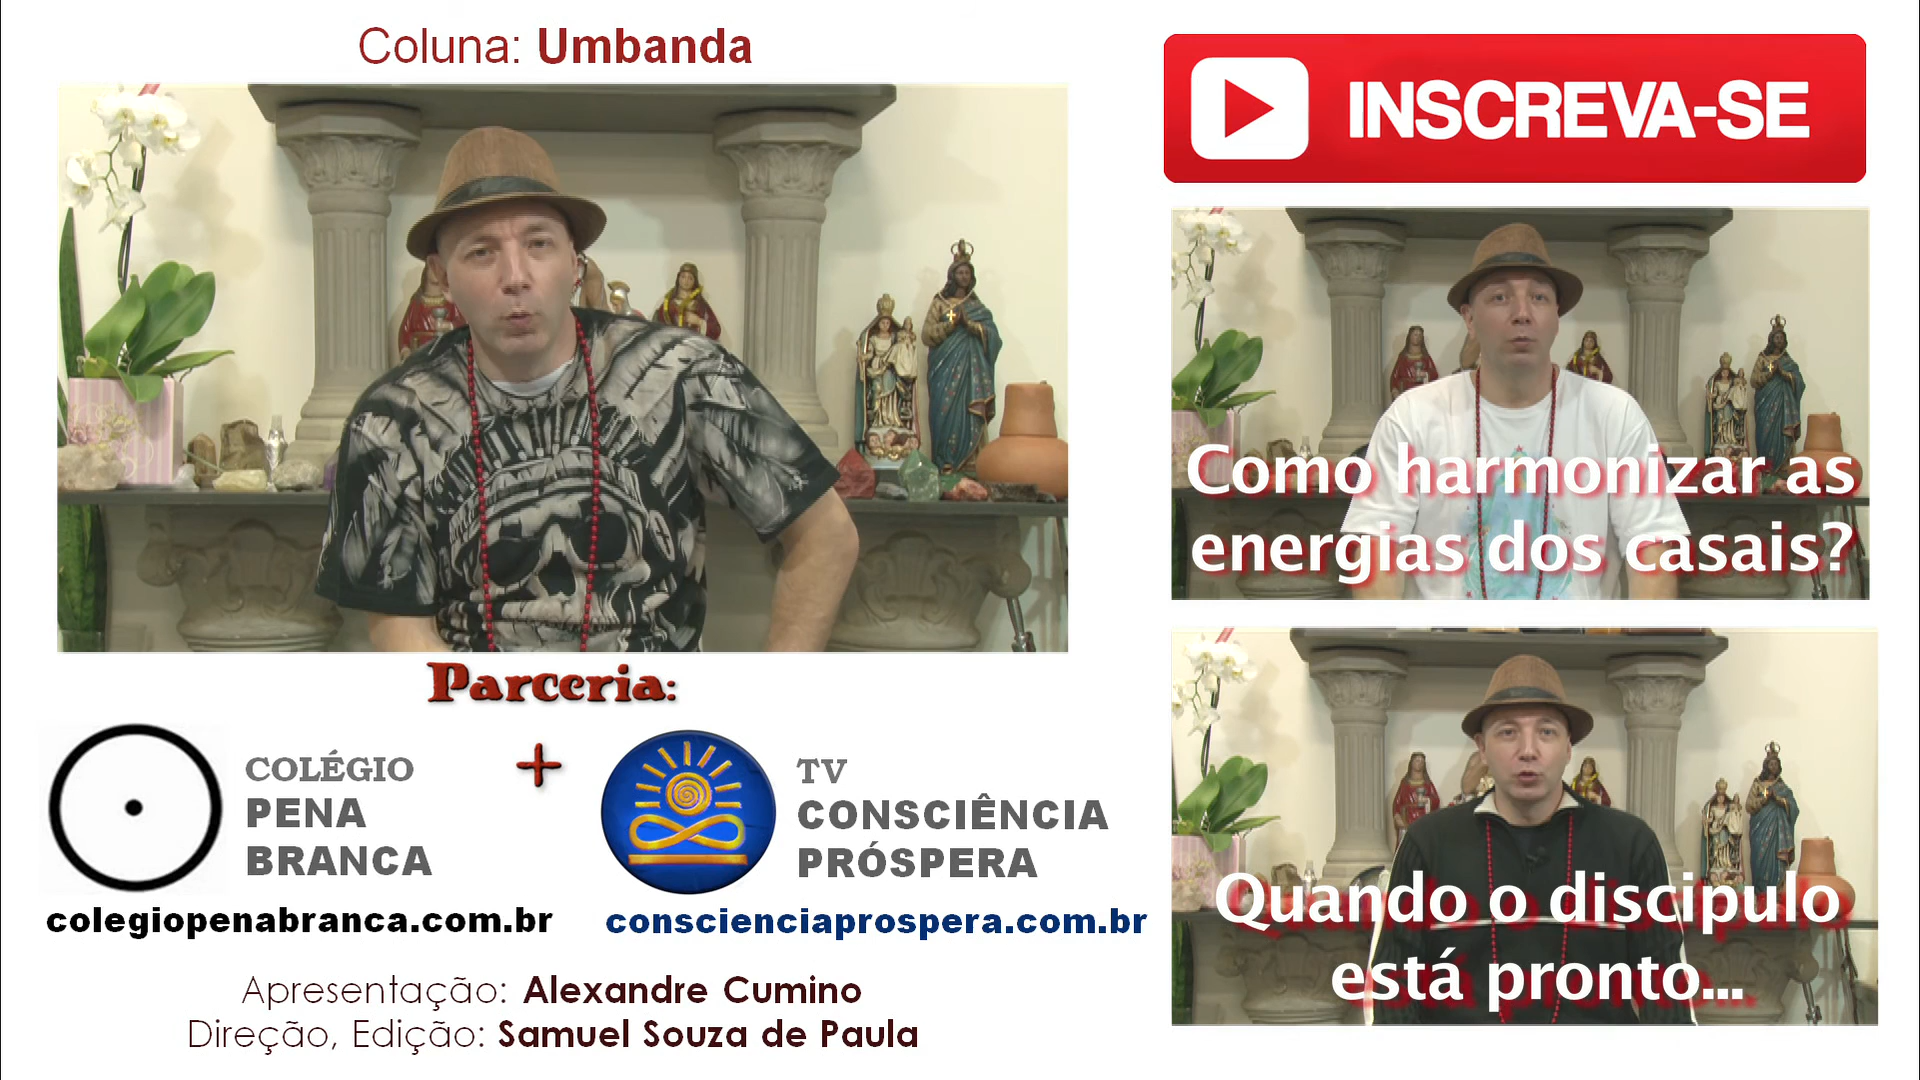 Coluna: Umbanda
INSCREVA-SE
Como harmonizar as
energias dos casais?
Parceria:
COLÉGIO
PENA
BRANCA
colegiopenabranca.com.br
+
TV
CONSCIÊNCIA
PRÓSPERA
conscienciaprospera.com.br
Quando o discipulo
está pronto...
Apresentação: Alexandre Cumino
Direção, Edição: Samuel Souza de Paula